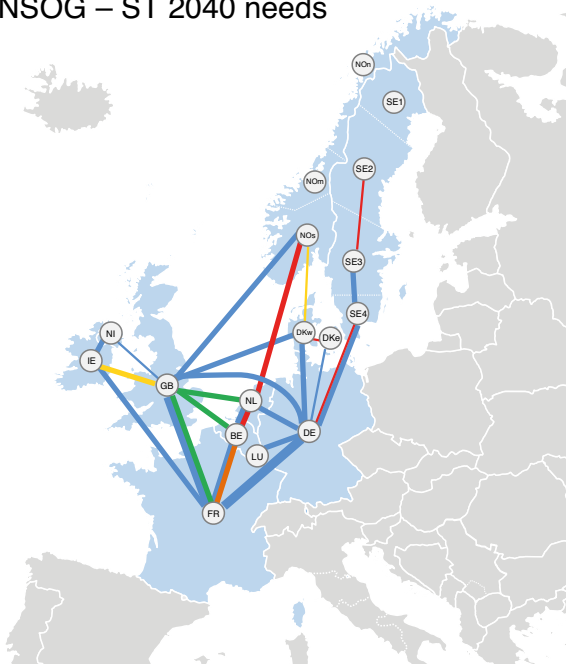 NSOG – ST 2040 needs
NOn
SE1
SE2
NOm
NOs
SE3
SE4
NI
DKw
DKe
IE
GB
NL
BE
DE
LU
FR